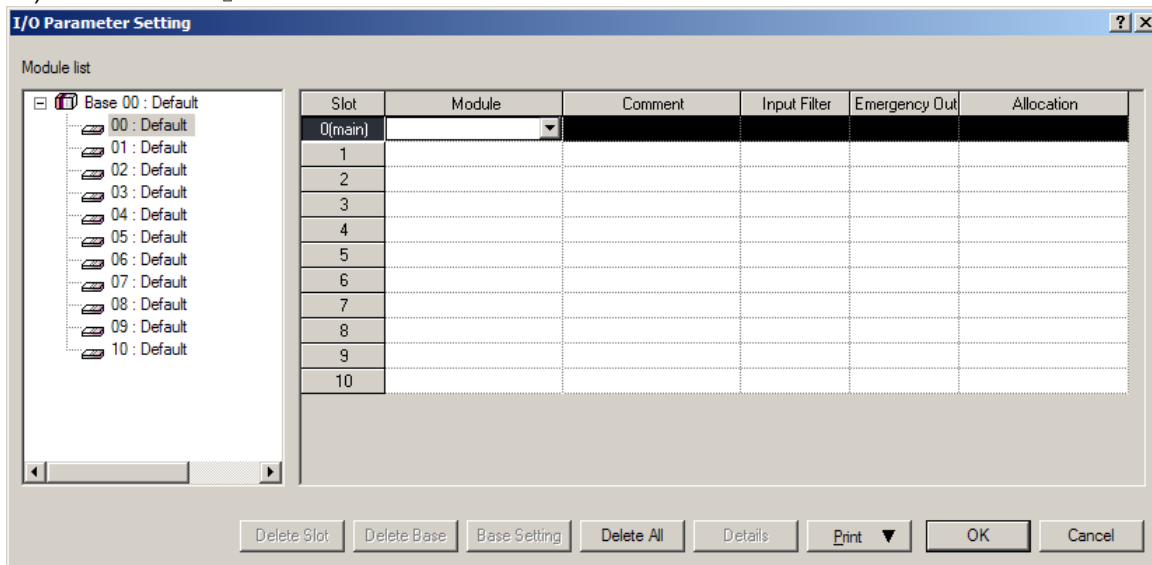 I/O Parameter Setting
Module list
Base 00 : Default
00 : Default
01 : Default
02 : Default
03 : Default
04 : Default
05 : Default
06 : Default
07 : Default
08 : Default
09 : Default
10 : Default
Slot Module Comment Input Filter Emergency Out Allocation
0(main)
1
2
3
4
5
6
7
8
9
10
Delete Slot Delete Base Base Setting Delete All Details Print ▼ OK Cancel